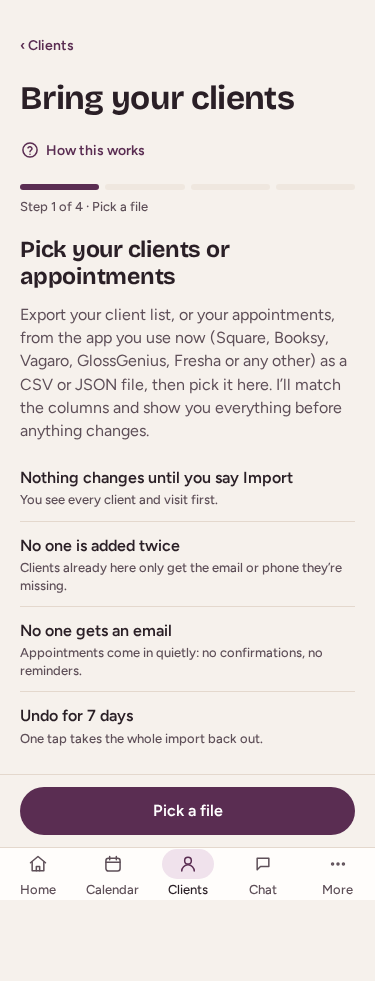 ‹ Clients
Bring your clients
How this works
Step 1 of 4 · Pick a file
Pick your clients or
appointments
Export your client list, or your appointments,
from the app you use now (Square, Booksy,
Vagaro, GlossGenius, Fresha or any other) as a
CSV or JSON file, then pick it here. I’ll match
the columns and show you everything before
anything changes.
Nothing changes until you say Import
You see every client and visit first.
No one is added twice
Clients already here only get the email or phone they’re
missing.
No one gets an email
Appointments come in quietly: no confirmations, no
reminders.
Undo for 7 days
One tap takes the whole import back out.
Pick a file
Home Calendar Clients Chat More